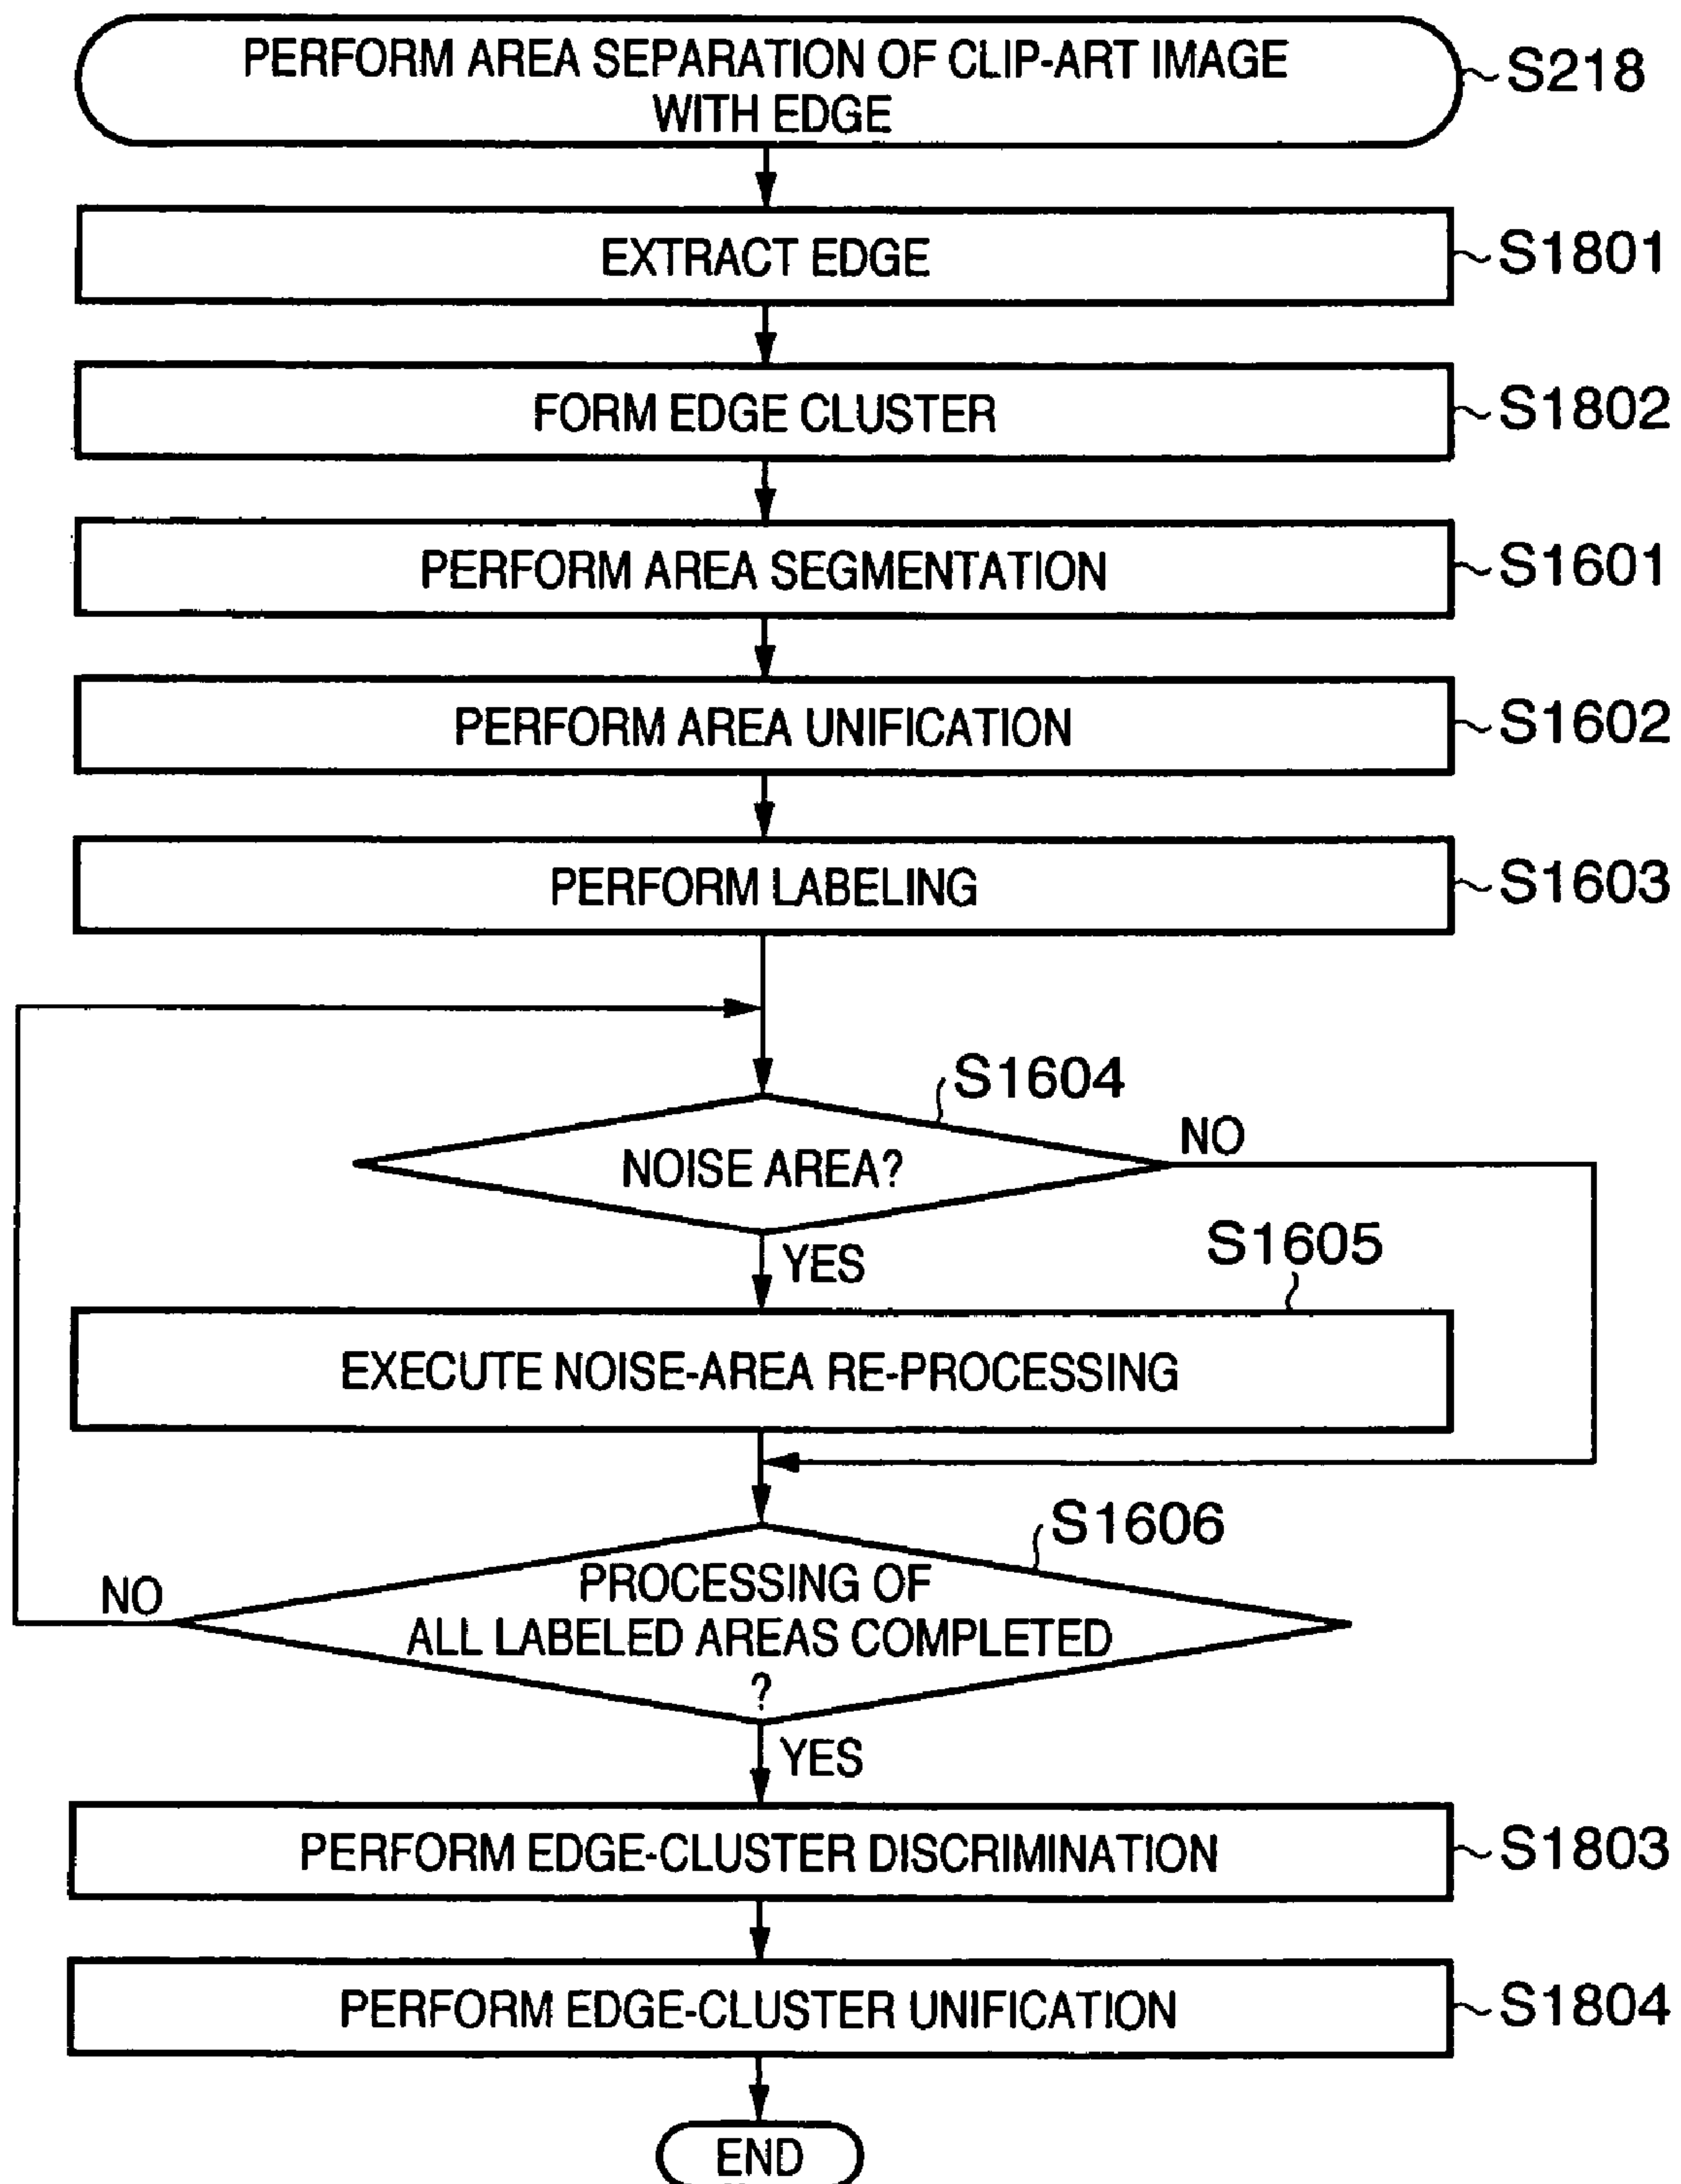 PERFORM AREA SEPARATION OF CLIP-ART IMAGE
WITH EDGE
S218
EXTRACT EDGE
S1801
FORM EDGE CLUSTER
S1802
PERFORM AREA SEGMENTATION
S1601
PERFORM AREA UNIFICATION
S1602
PERFORM LABELING
S1603
S1604
NOISE AREA?
NO
YES
S1605
EXECUTE NOISE-AREA RE-PROCESSING
S1606
PROCESSING OF
ALL LABELED AREAS COMPLETED
?
NO
YES
PERFORM EDGE-CLUSTER DISCRIMINATION
S1803
PERFORM EDGE-CLUSTER UNIFICATION
S1804
END